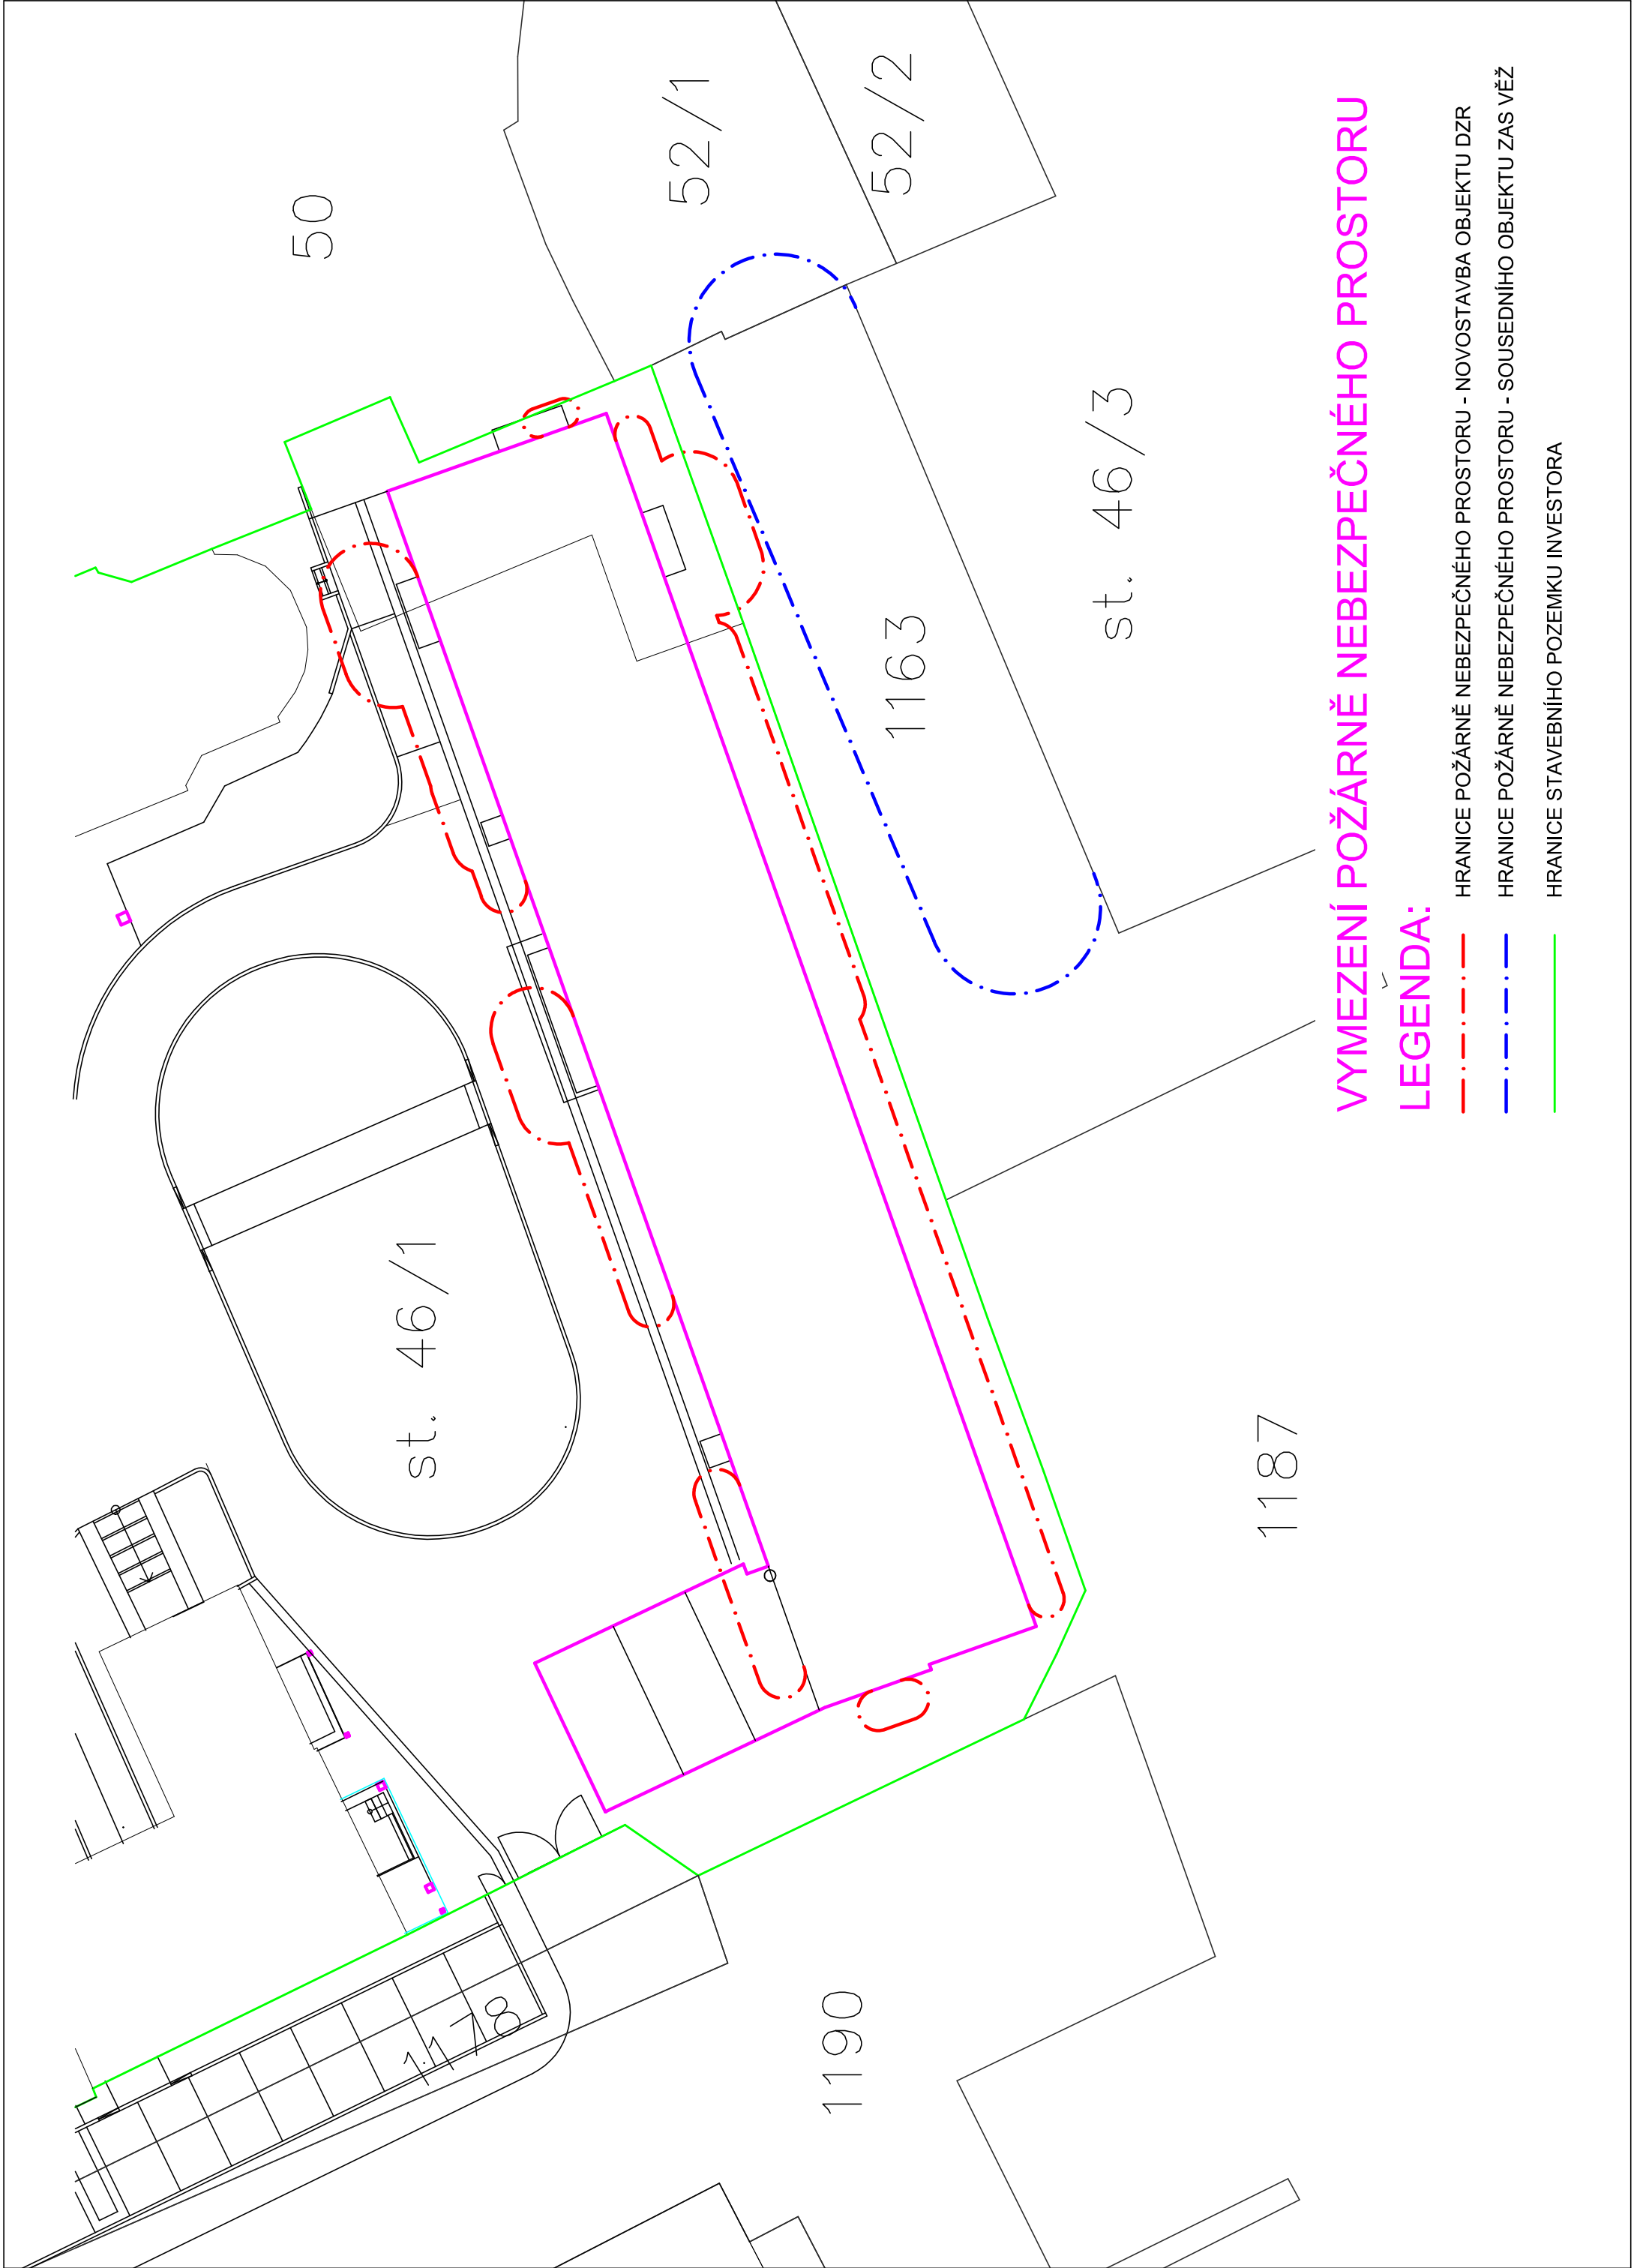 50
52/1
52/2
1163
st. 46/3
st. 46/1
1187
1178
1190
VYMEZENÍ POŽÁRNĚ NEBEZPEČNÉHO PROSTORU
LEGENDA:
HRANICE POŽÁRNĚ NEBEZPEČNÉHO PROSTORU - NOVOSTAVBA OBJEKTU DZR
HRANICE POŽÁRNĚ NEBEZPEČNÉHO PROSTORU - SOUSEDNÍHO OBJEKTU ZAS VĚŽ
HRANICE STAVEBNÍHO POZEMKU INVESTORA